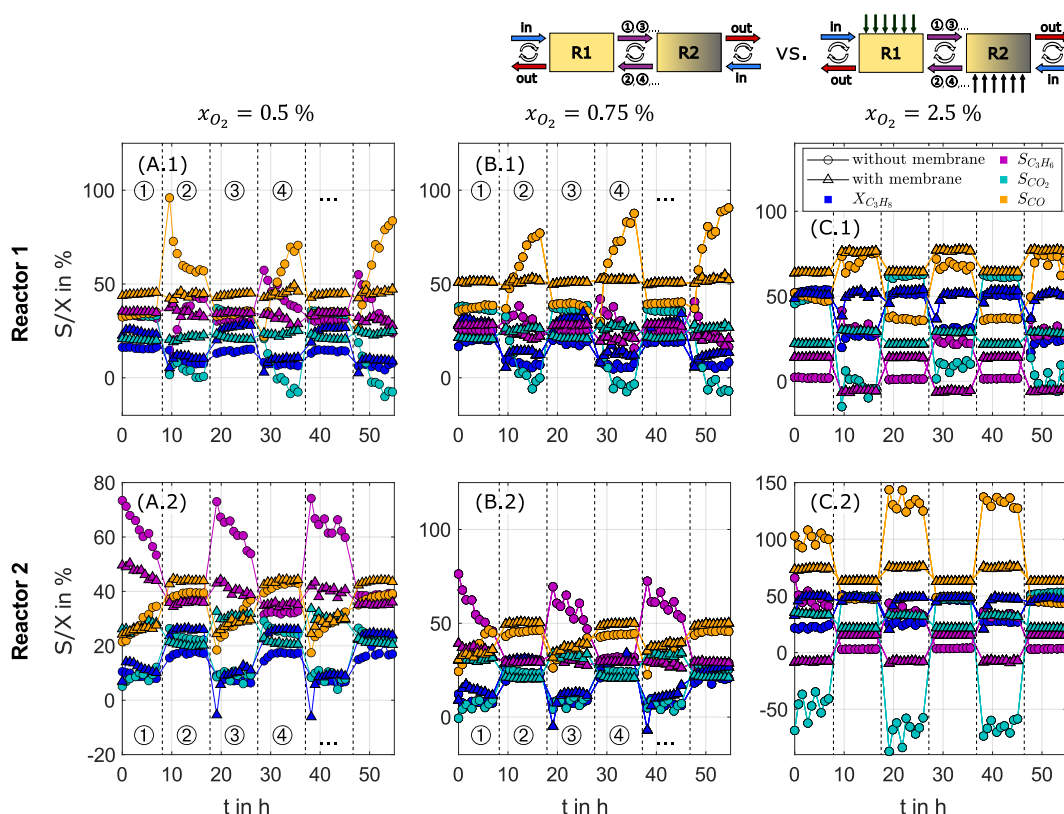 in ①③,... out in ①③,... out
R1 R2 vs. R1 R2
out ②④,... in out ②④,... in
x_{O_2} = 0.5 % x_{O_2} = 0.75 % x_{O_2} = 2.5 %
Reactor 1
S/X in %
(A.1)
① ② ③ ④ ...
100
50
0
0 10 20 30 40 50
(B.1)
① ② ③ ④ ...
100
50
0
0 10 20 30 40 50
without membrane
with membrane
X_{C_3H_8}
S_{C_3H_6}
S_{CO_2}
S_{CO}
(C.1)
100
50
0
0 10 20 30 40 50
Reactor 2
S/X in %
(A.2)
80
60
40
20
0
20
① ② ③ ④ ...
0 10 20 30 40 50
t in h
(B.2)
100
50
0
① ② ③ ④ ...
0 10 20 30 40 50
t in h
(C.2)
150
100
50
0
-50
0 10 20 30 40 50
t in h